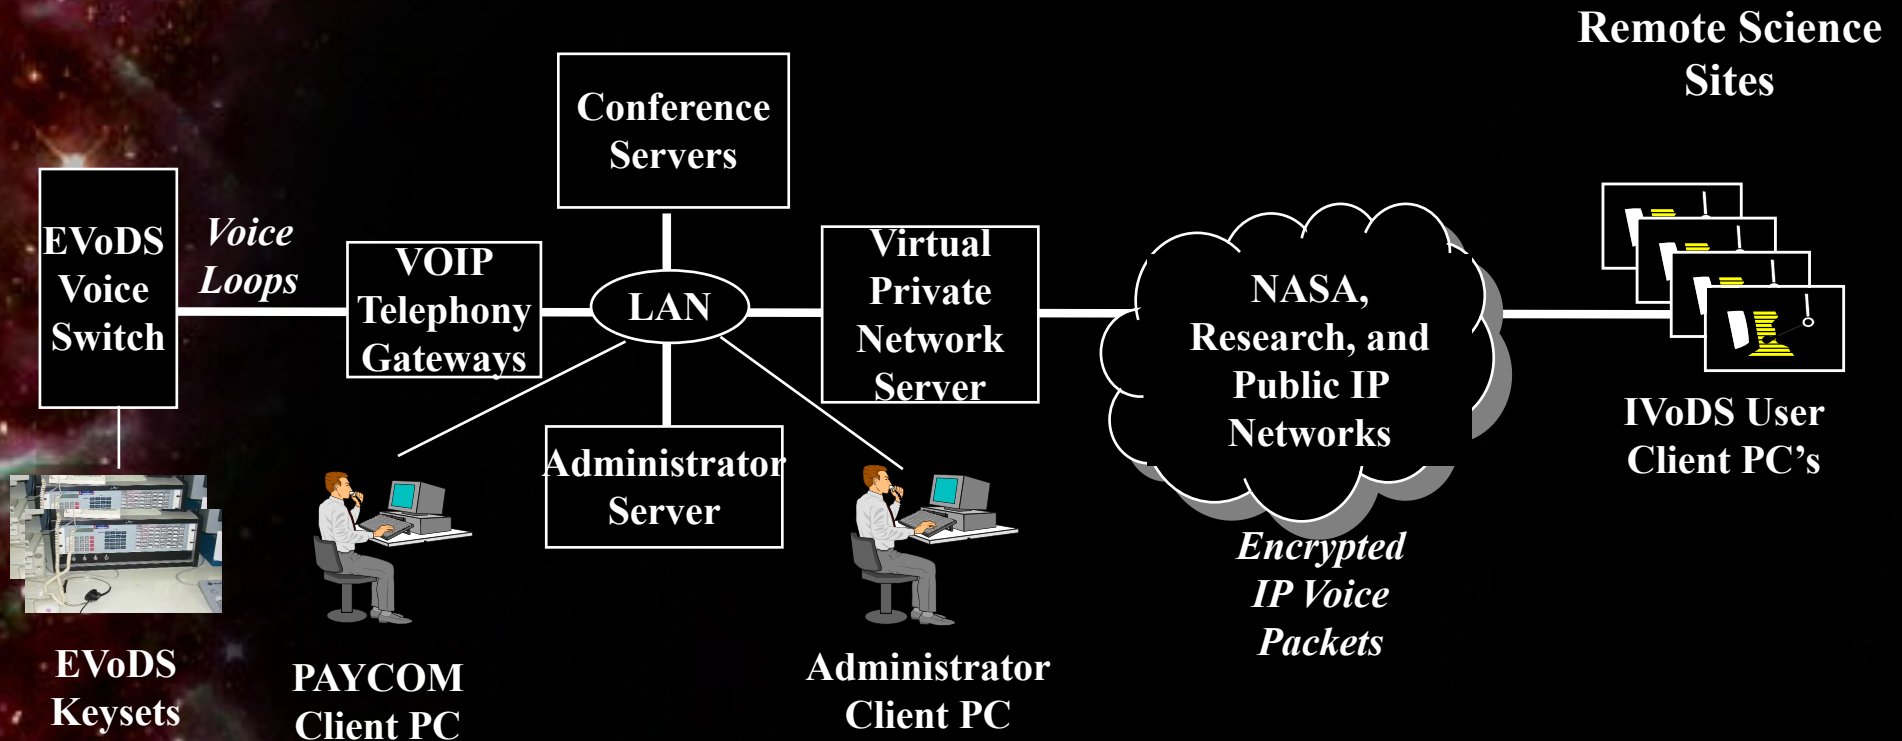 Remote Science
Sites
Conference
Servers
EVoDS
Voice
Switch
Voice
Loops
VOIP
Telephony
Gateways
LAN
Virtual
Private
Network
Server
NASA,
Research, and
Public IP
Networks
IVoDS User
Client PC’s
Administrator
Server
Encrypted
IP Voice
Packets
EVoDS
Keysets
PAYCOM
Client PC
Administrator
Client PC